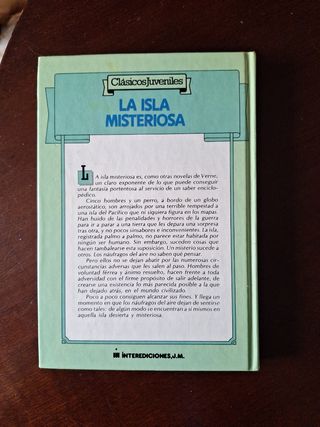 Clásicos Juveniles
LA ISLA
MISTERIOSA
LA isla misteriosa es, como otras novelas de Verne,
un claro exponente de lo que puede conseguir
una fantasía portentosa al servicio de un saber enciclo-
pédico.
Cinco hombres y un perro, a bordo de un globo
aerostático, son arrojados por una terrible tempestad a
una isla del Pacífico que ni siquiera figura en los mapas.
Han huido de las penalidades y horrores de la guerra
para ir a parar a una tierra que les depara una sorpresa
tras otra, y no pocos sinsabores e inconvenientes. La isla,
registrada palmo a palmo, no parece estar habitada por
ningún ser humano. Sin embargo, suceden cosas que
hacen tambalearse esta suposición. Un misterio sucede a
otros. Los náufragos del aire no saben qué pensar.
Pero ellos no se dejan abatir por las numerosas cir-
cunstancias adversas que les salen al paso. Hombres de
voluntad férrea y ánimo resuelto, hacen frente a toda
adversidad con el firme propósito de salir adelante, de
crearse una existencia lo más parecida posible a la que
han dejado atrás, en el mundo civilizado.
Poco a poco consiguen alcanzar sus fines. Y llega un
momento en que los náufragos del aire dejan de sentirse
como tales: de algún modo se encuentran a sí mismos en
aquella isla desierta y misteriosa.
INTEREDICIONES, J.M.